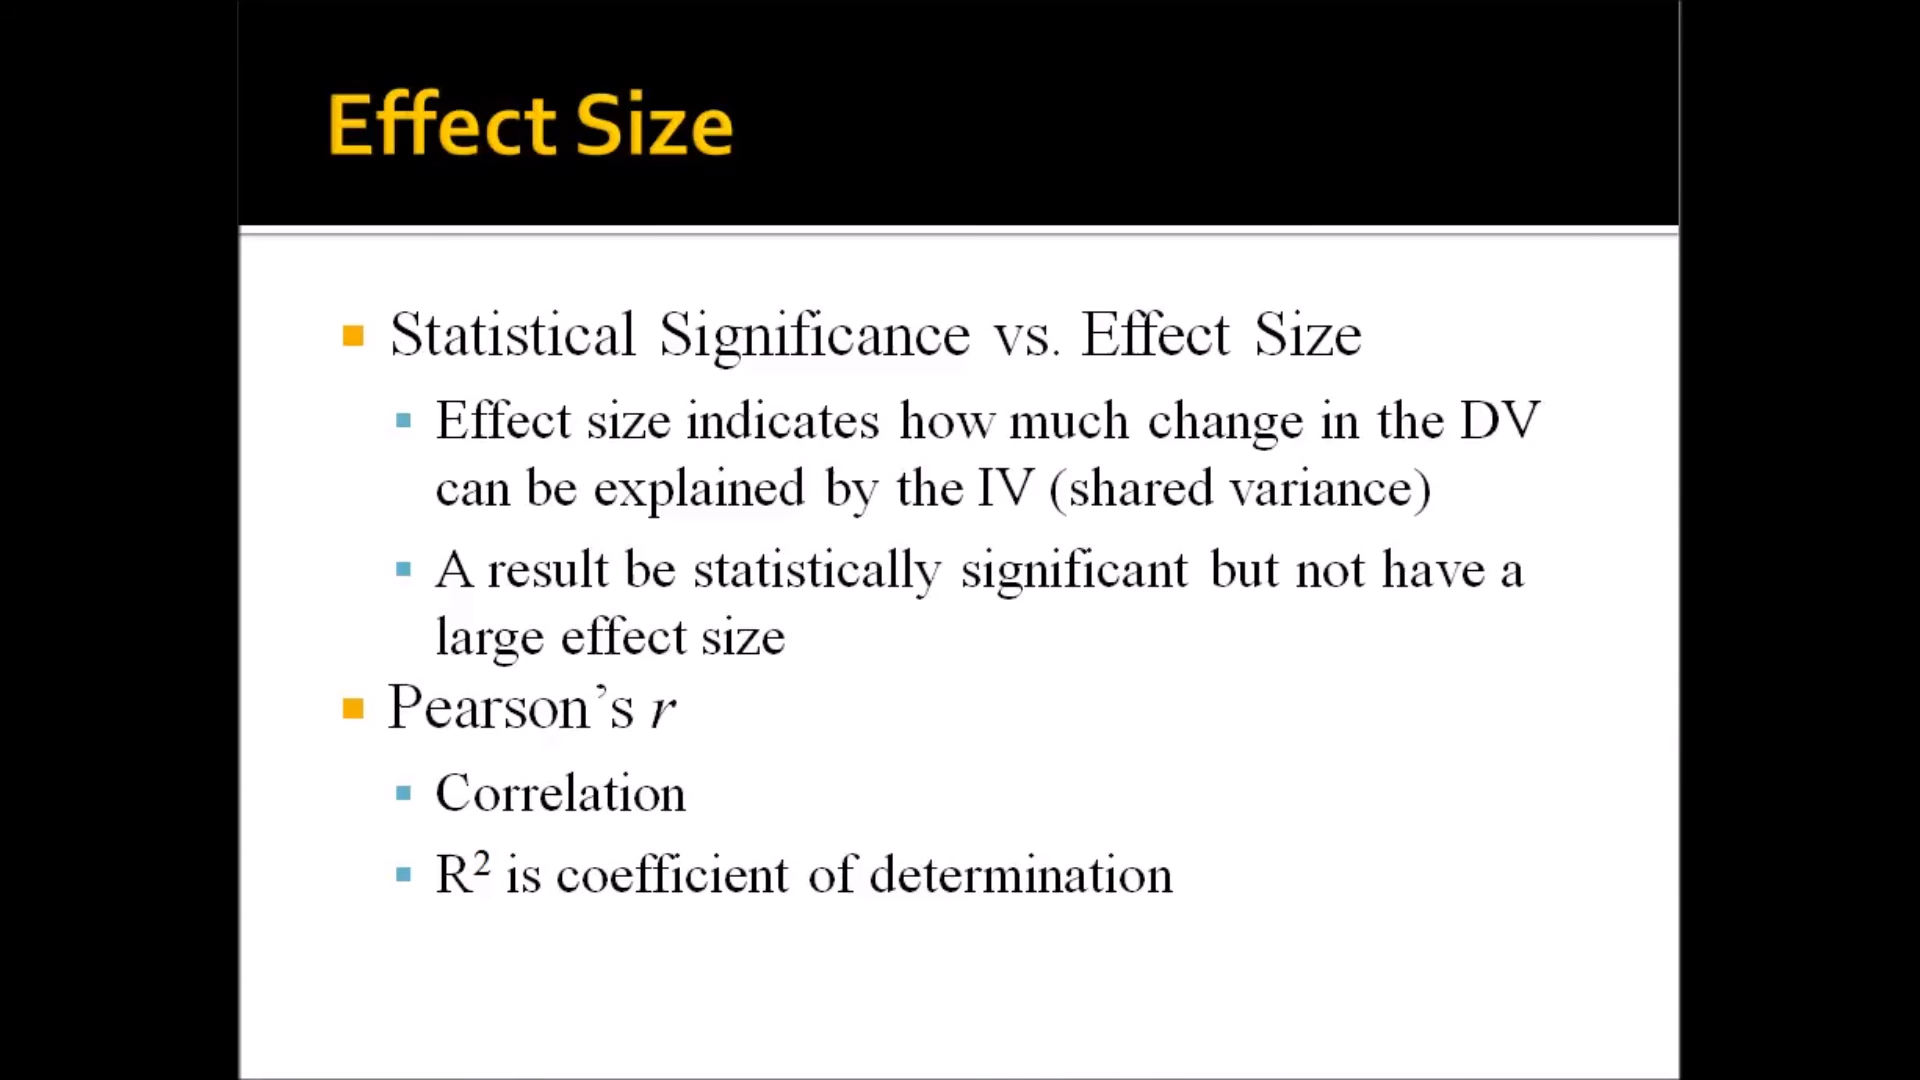 Effect Size
Statistical Significance vs. Effect Size
Effect size indicates how much change in the DV
can be explained by the IV (shared variance)
A result be statistically significant but not have a
large effect size
Pearson’s r
Correlation
R² is coefficient of determination